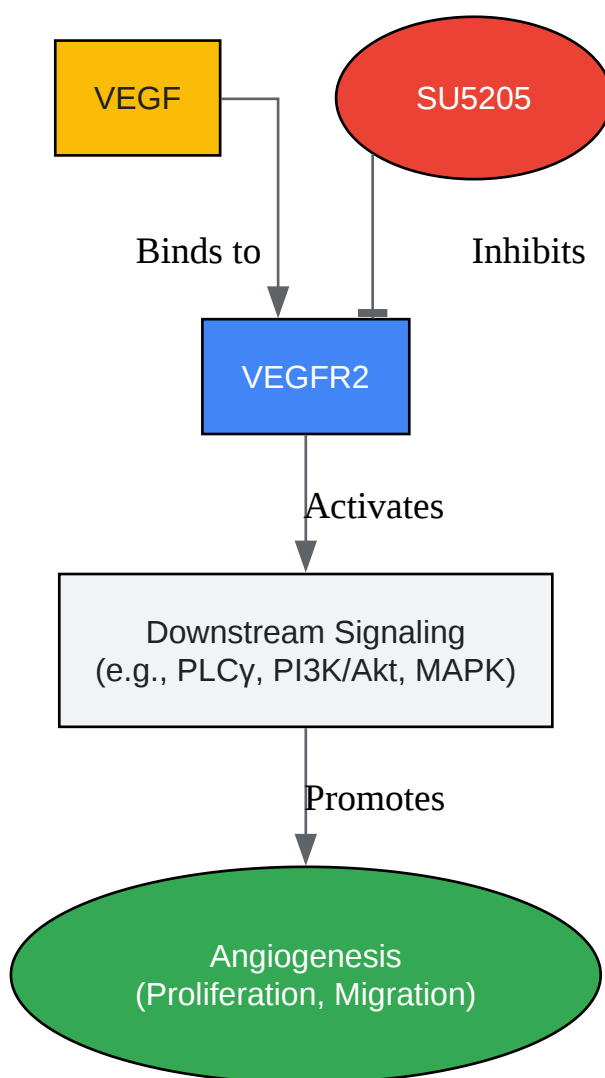 VEGF
SU5205
Binds to
Inhibits
VEGFR2
Activates
Downstream Signaling
(e.g., PLCγ, PI3K/Akt, MAPK)
Promotes
Angiogenesis
(Proliferation, Migration)